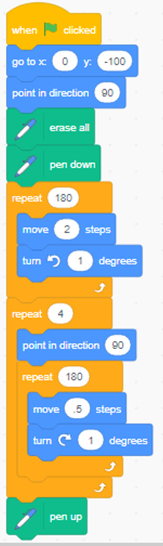 when clicked
go to x: 0 y: -100
point in direction 90
erase all
pen down
repeat 180
move 2 steps
turn 1 degrees
repeat 4
point in direction 90
repeat 180
move .5 steps
turn 1 degrees
pen up